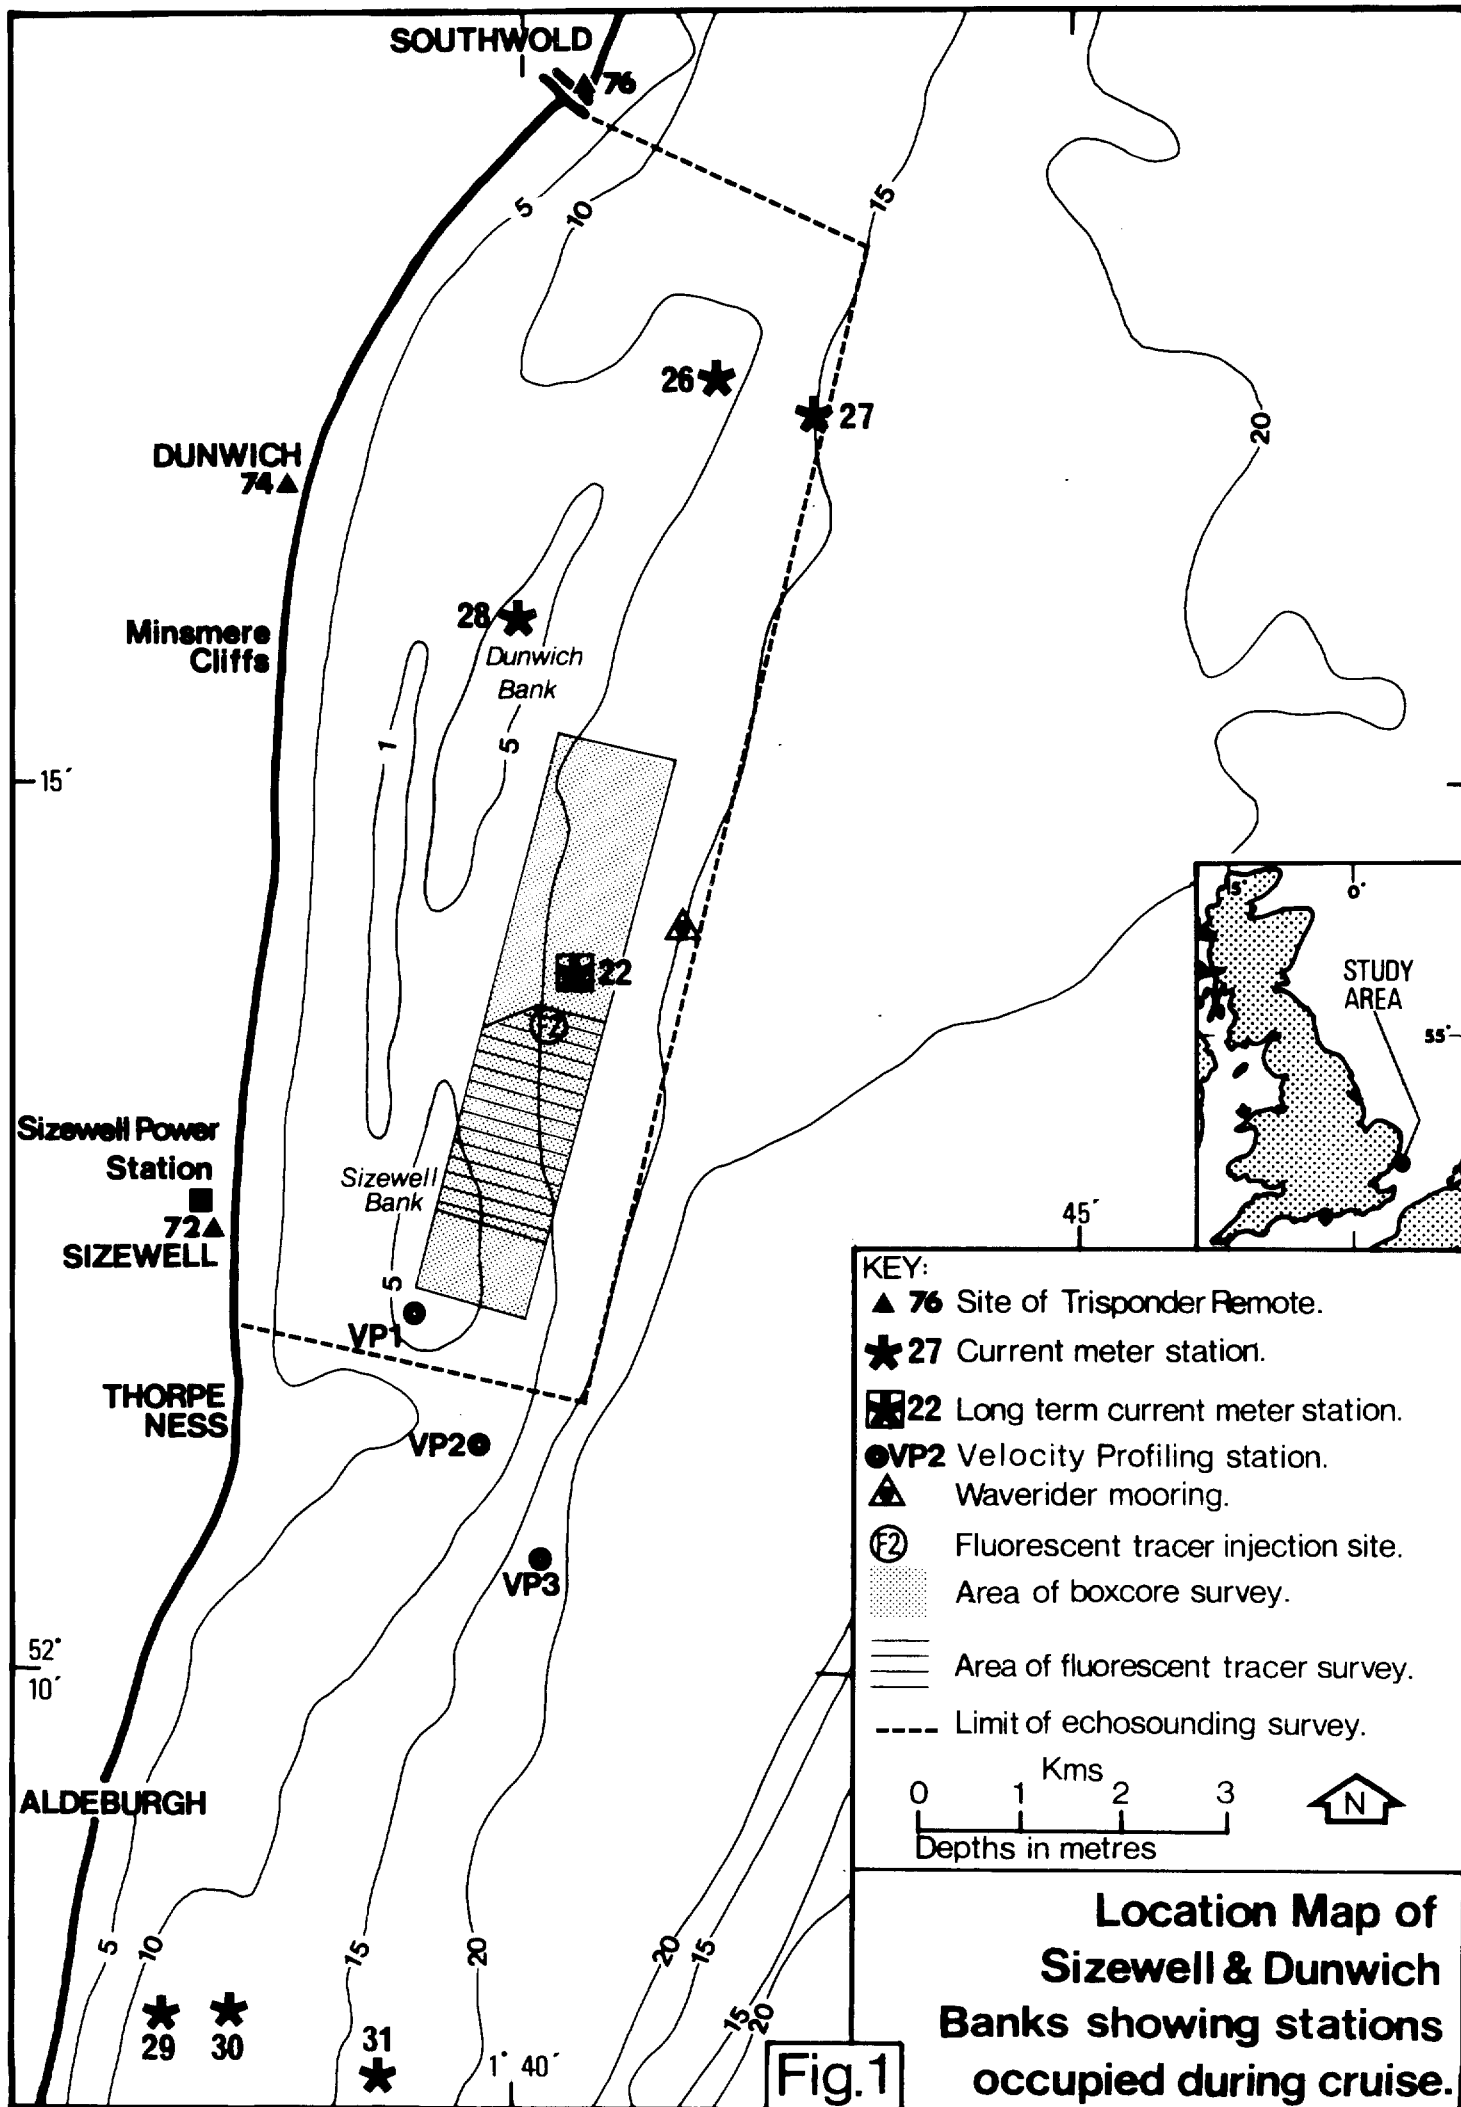 SOUTHWOLD
76
5
10
15
26
27
20
DUNWICH
74
28
Minsmere
Cliffs
Dunwich
Bank
1
5
15´
5°
0°
STUDY
AREA
55°
22
F2
Sizewell Power
Station
72
SIZEWELL
Sizewell
Bank
5
45´
VP1
THORPE
NESS
VP2
VP3
52°
10´
ALDEBURGH
5
10
15
20
20
15
15
20
29
30
31
1° 40´
KEY:
76 Site of Trisponder Remote.
27 Current meter station.
22 Long term current meter station.
VP2 Velocity Profiling station.
Waverider mooring.
F2 Fluorescent tracer injection site.
Area of boxcore survey.
Area of fluorescent tracer survey.
Limit of echosounding survey.
Kms
0 1 2 3
N
Depths in metres
Fig.1
Location Map of
Sizewell & Dunwich
Banks showing stations
occupied during cruise.